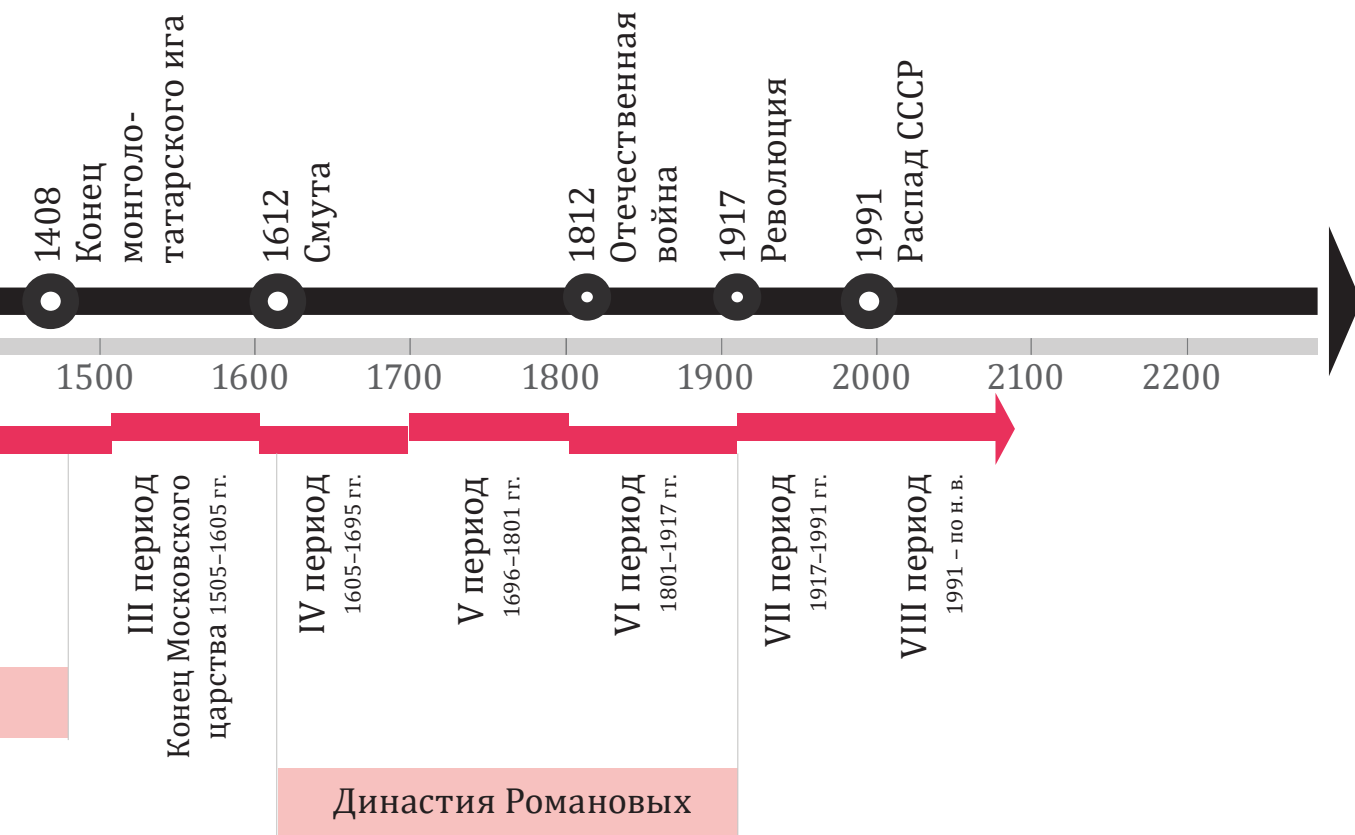 1408
Конец
монголо-
татарского ига
1612
Смута
1812
Отечественная
война
1917
Революция
1991
Распад СССР
1500
1600
1700
1800
1900
2000
2100
2200
III период
Конец Московского
царства 1505–1605 гг.
IV период
1605–1695 гг.
V период
1696–1801 гг.
VI период
1801–1917 гг.
VII период
1917–1991 гг.
VIII период
1991 – по н. в.
Династия Романовых